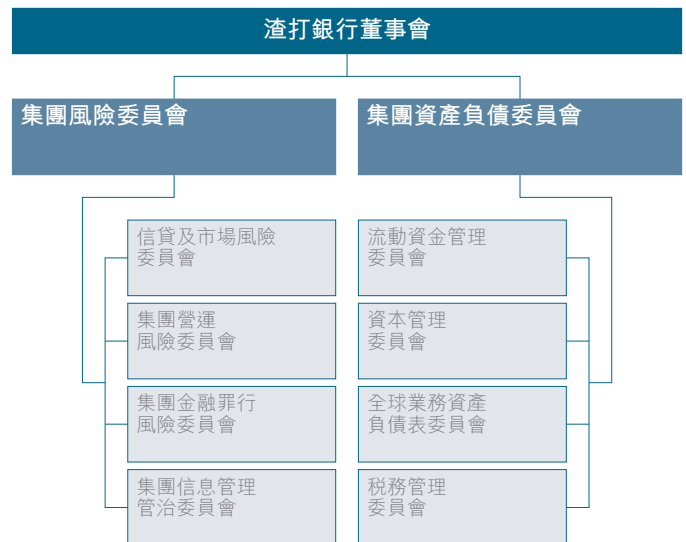 渣打銀行董事會
集團風險委員會
集團資產負債委員會
信貸及市場風險
委員會
流動資金管理
委員會
集團營運
風險委員會
資本管理
委員會
集團金融罪行
風險委員會
全球業務資產
負債表委員會
集團信息管理
管治委員會
税務管理
委員會